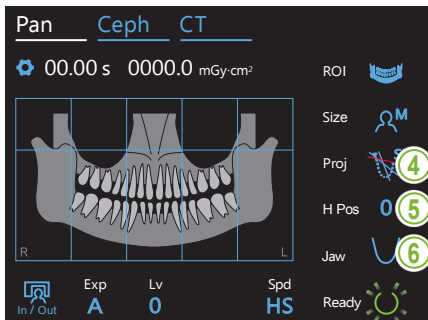 Pan Ceph CT
00.00 s 0000.0 mGy·cm²
ROI
Size M
Proj S 4
H Pos 0 5
R L
Jaw 6
In / Out
Exp Lv Spd
A 0 HS
Ready